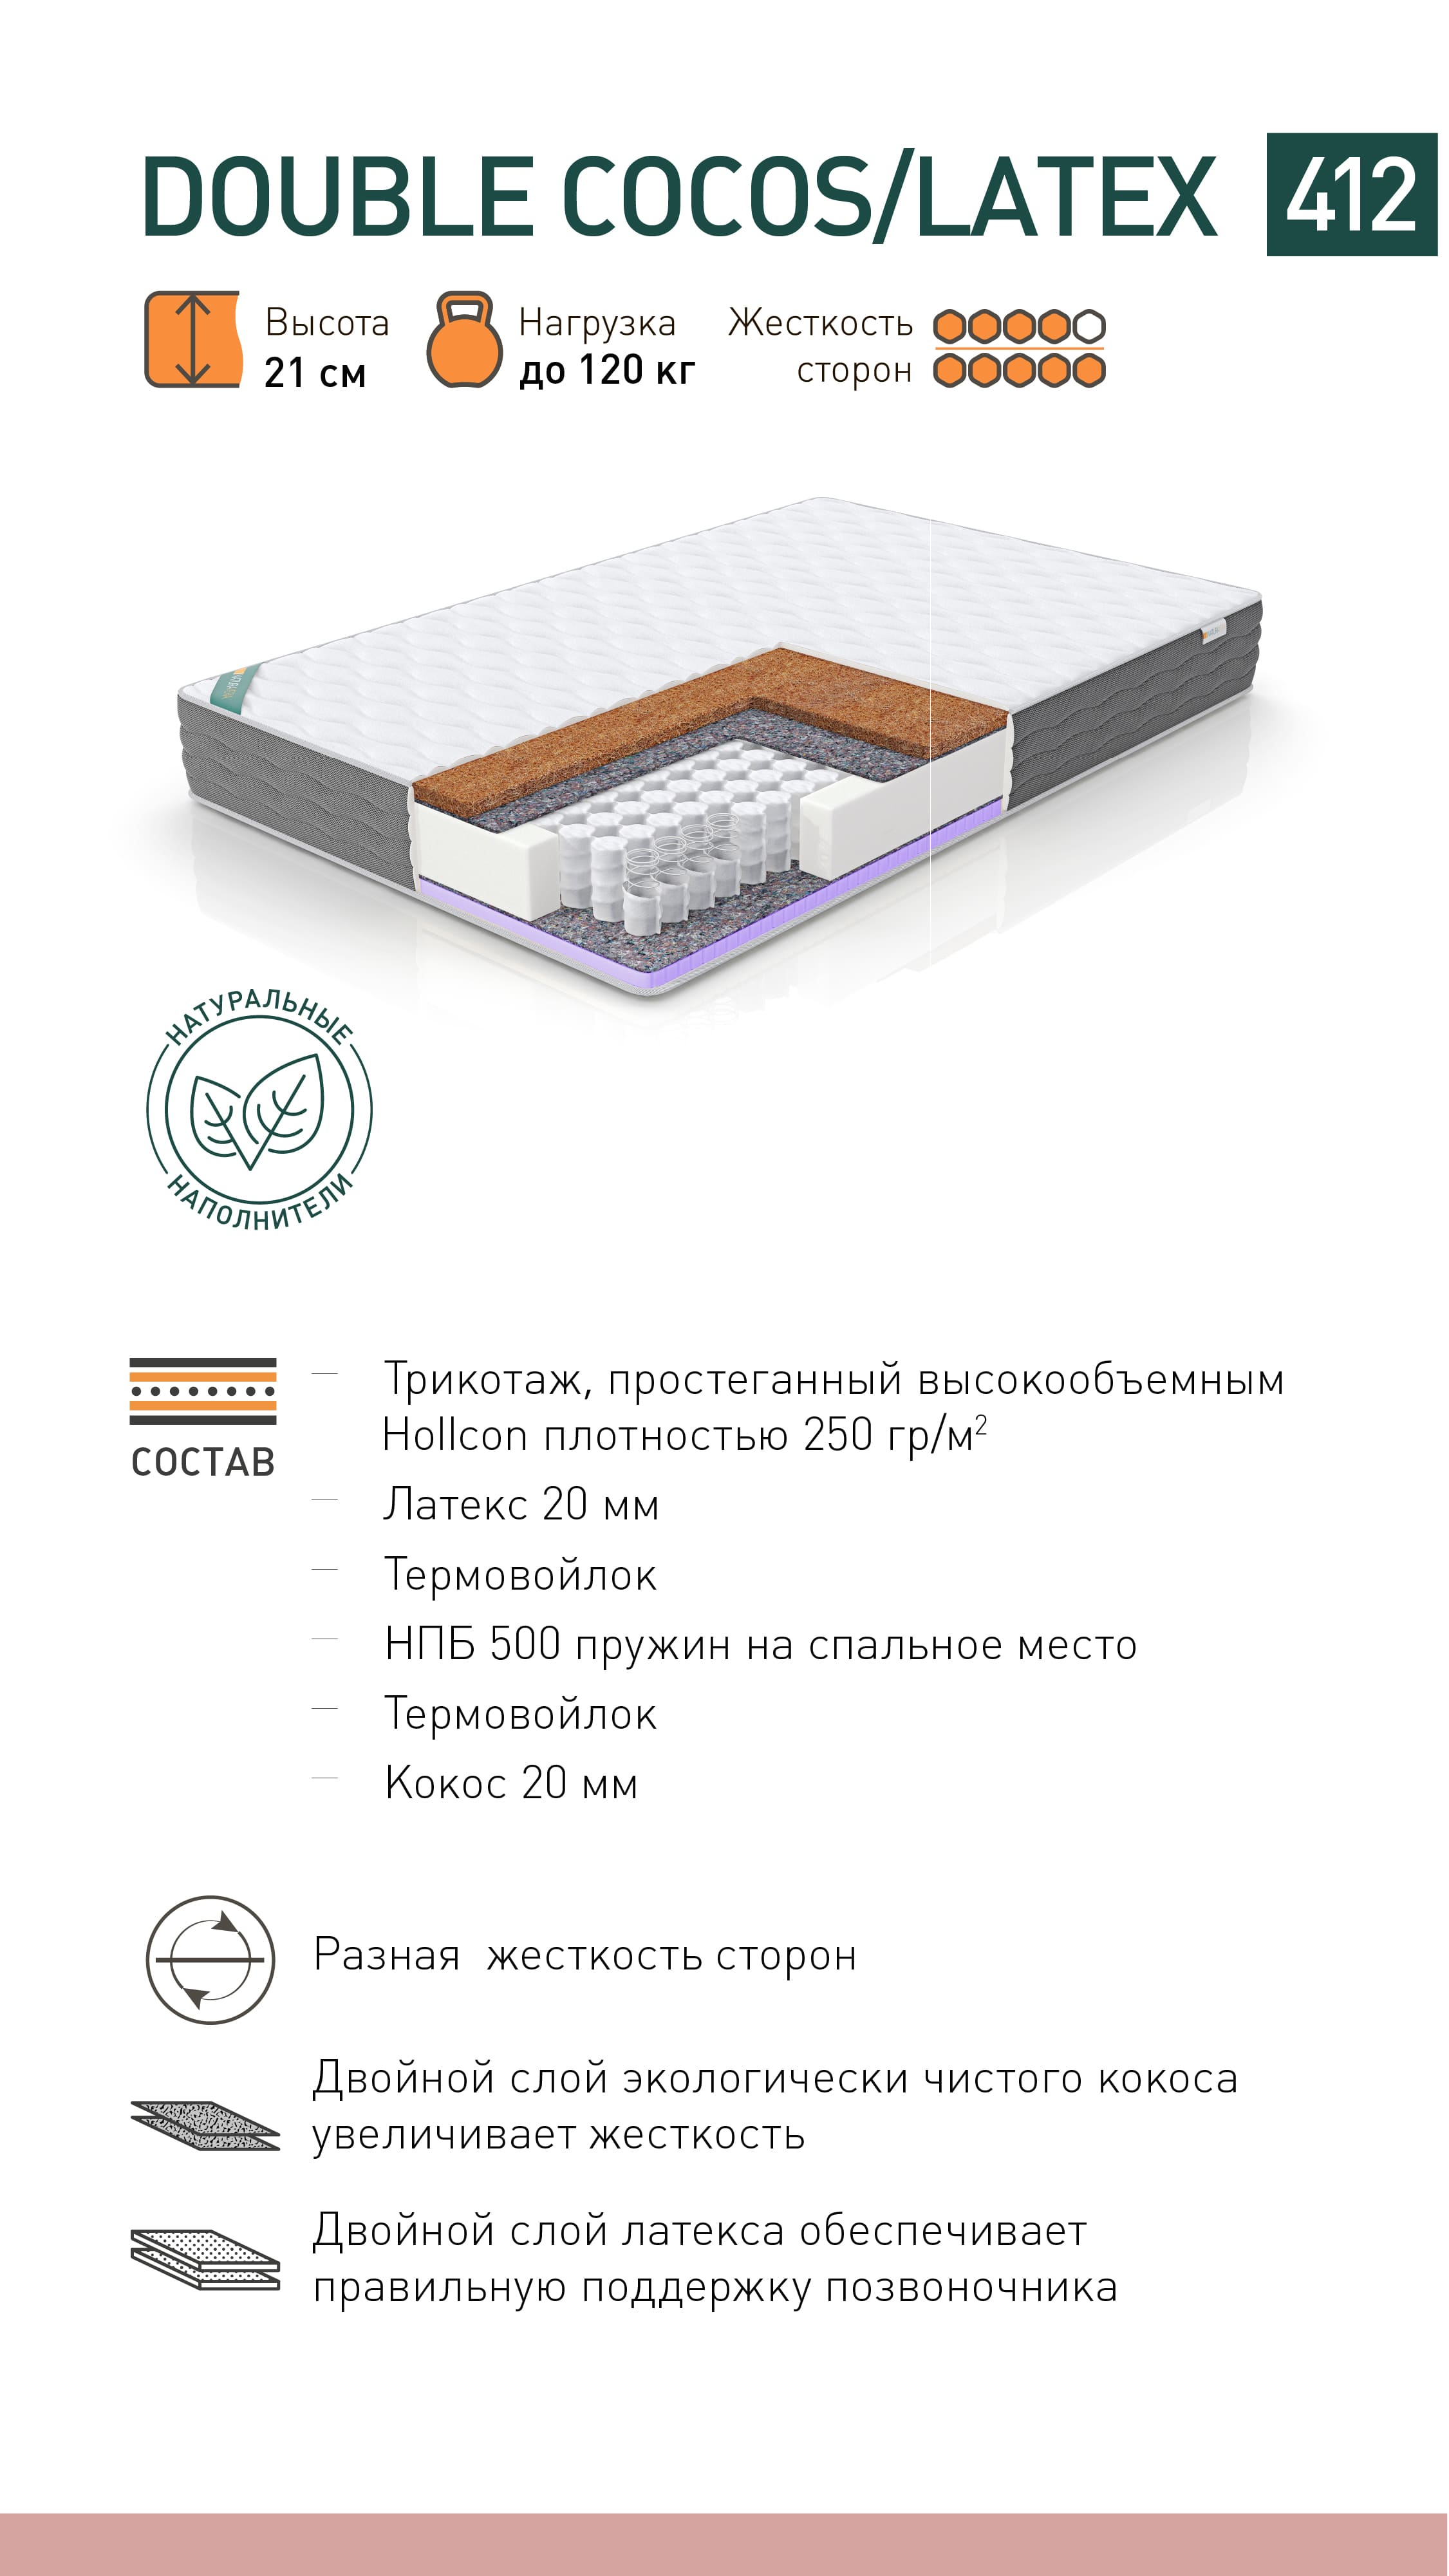 DOUBLE COCOS/LATEX 412
Высота
21 см
Нагрузка
до 120 кг
Жесткость
сторон
НАТУРАЛЬНЫЕ
НАПОЛНИТЕЛИ
СОСТАВ
— Трикотаж, простеганный высокообъемным
Hollcon плотностью 250 гр/м²
— Латекс 20 мм
— Термовойлок
— НПБ 500 пружин на спальное место
— Термовойлок
— Кокос 20 мм
Разная жесткость сторон
Двойной слой экологически чистого кокоса
увеличивает жесткость
Двойной слой латекса обеспечивает
правильную поддержку позвоночника